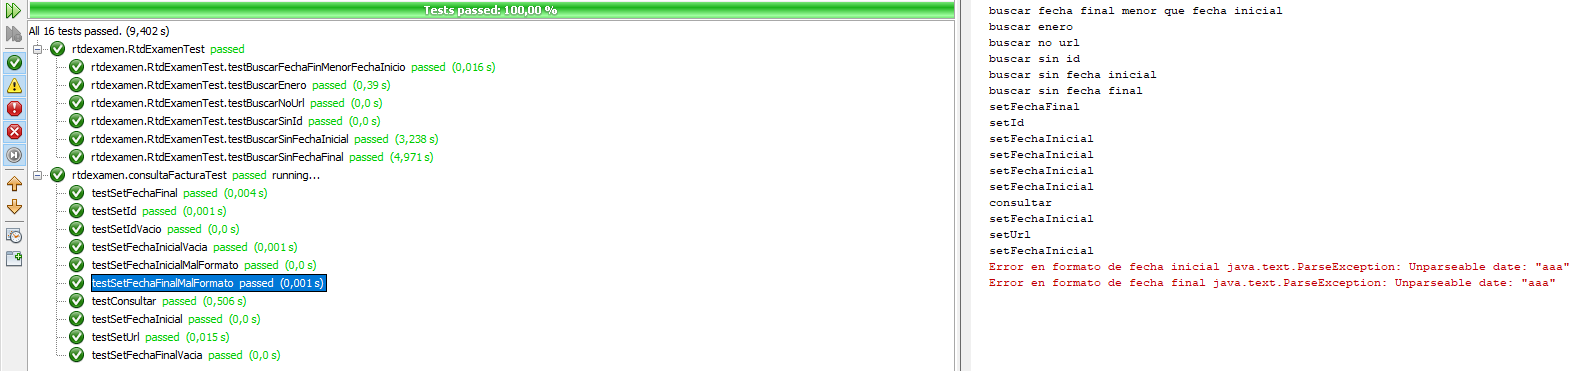 Tests passed: 100,00 %
All 16 tests passed. (9,402 s)
rtdexamen.RtdExamenTest passed
rtdexamen.RtdExamenTest.testBuscarFechaFinMenorFechaInicio passed (0,016 s)
rtdexamen.RtdExamenTest.testBuscarEnero passed (0,39 s)
rtdexamen.RtdExamenTest.testBuscarNoUrl passed (0,0 s)
rtdexamen.RtdExamenTest.testBuscarSinId passed (0,0 s)
rtdexamen.RtdExamenTest.testBuscarSinFechaInicial passed (3,238 s)
rtdexamen.RtdExamenTest.testBuscarSinFechaFinal passed (4,971 s)
rtdexamen.consultaFacturaTest passed running...
testSetFechaFinal passed (0,004 s)
testSetId passed (0,001 s)
testSetIdVacio passed (0,0 s)
testSetFechaInicialVacia passed (0,001 s)
testSetFechaInicialMalFormato passed (0,0 s)
testSetFechaFinalMalFormato passed (0,001 s)
testConsultar passed (0,506 s)
testSetFechaInicial passed (0,0 s)
testSetUrl passed (0,015 s)
testSetFechaFinalVacia passed (0,0 s)
buscar fecha final menor que fecha inicial
buscar enero
buscar no url
buscar sin id
buscar sin fecha inicial
buscar sin fecha final
setFechaFinal
setId
setFechaInicial
setFechaInicial
setFechaInicial
setFechaInicial
consultar
setFechaInicial
setUrl
setFechaInicial
Error en formato de fecha inicial java.text.ParseException: Unparseable date: "aaa"
Error en formato de fecha final java.text.ParseException: Unparseable date: "aaa"